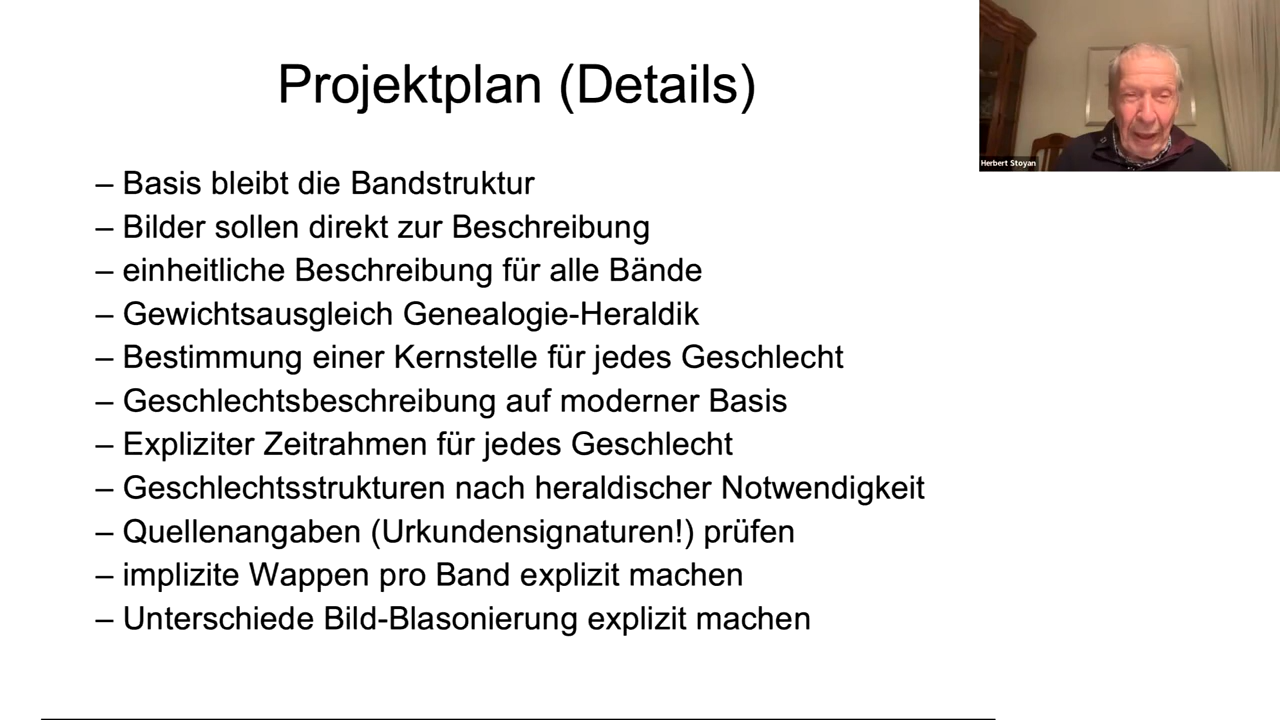 Projektplan (Details)
– Basis bleibt die Bandstruktur
– Bilder sollen direkt zur Beschreibung
– einheitliche Beschreibung für alle Bände
– Gewichtsausgleich Genealogie-Heraldik
– Bestimmung einer Kernstelle für jedes Geschlecht
– Geschlechtsbeschreibung auf moderner Basis
– Expliziter Zeitrahmen für jedes Geschlecht
– Geschlechtsstrukturen nach heraldischer Notwendigkeit
– Quellenangaben (Urkundensignaturen!) prüfen
– implizite Wappen pro Band explizit machen
– Unterschiede Bild-Blasonierung explizit machen
Herbert Stoyan